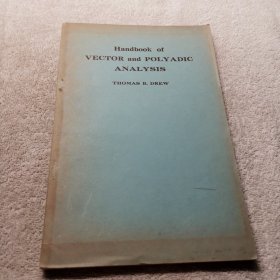 Handbook of
VECTOR and POLYADIC
ANALYSIS
THOMAS B. DREW